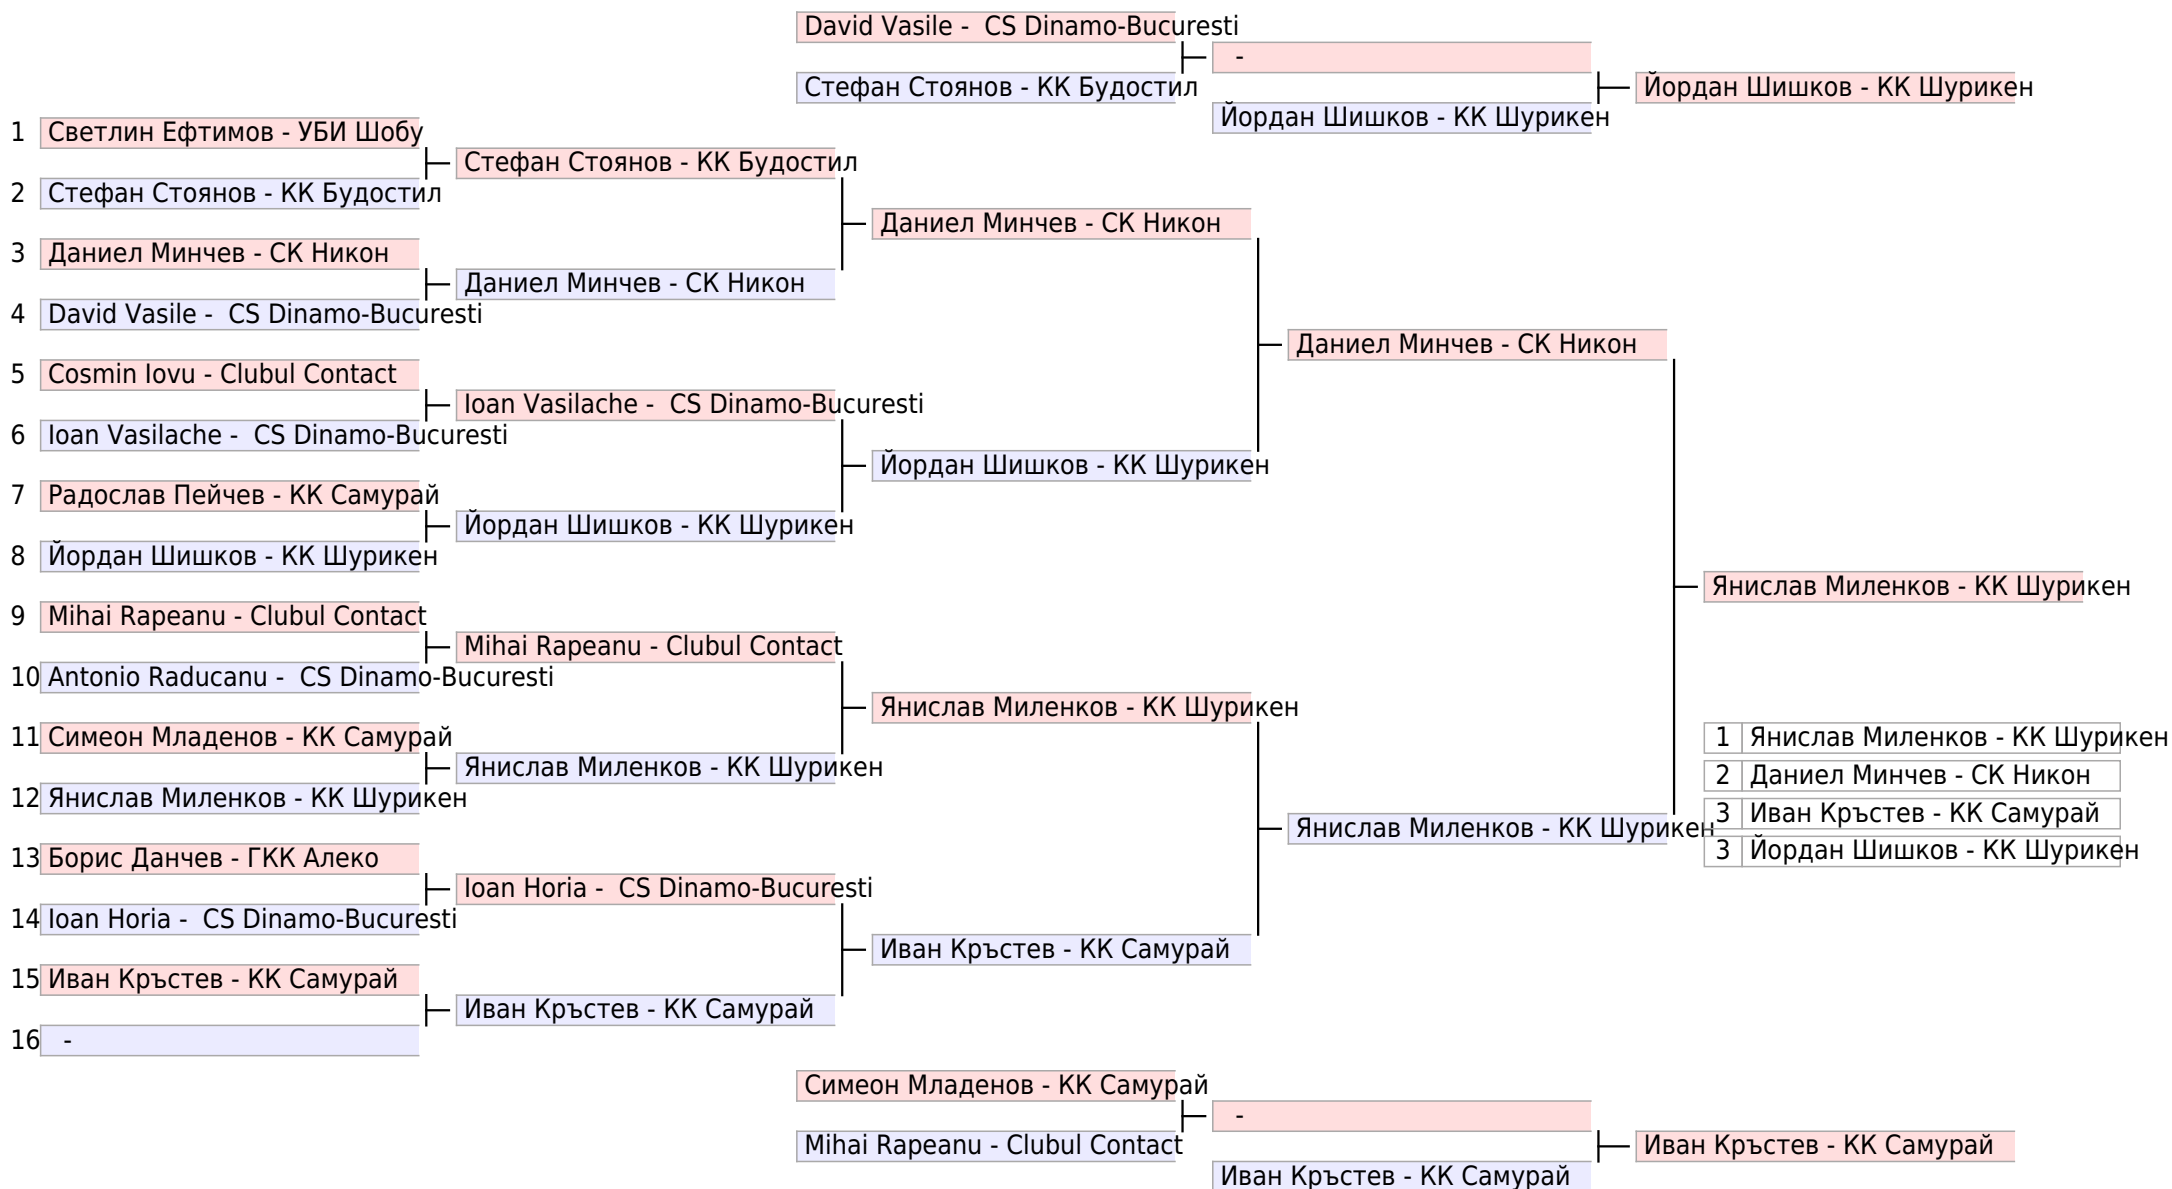 David Vasile -  CS Dinamo-Bucuresti
-
Стефан Стоянов - КК Будостил
Йордан Шишков - КК Шурикен
Йордан Шишков - КК Шурикен
1 Светлин Ефтимов - УБИ Шобу
Стефан Стоянов - КК Будостил
2 Стефан Стоянов - КК Будостил
Даниел Минчев - СК Никон
3 Даниел Минчев - СК Никон
Даниел Минчев - СК Никон
4 David Vasile -  CS Dinamo-Bucuresti
Даниел Минчев - СК Никон
5 Cosmin Iovu - Clubul Contact
Ioan Vasilache -  CS Dinamo-Bucuresti
6 Ioan Vasilache -  CS Dinamo-Bucuresti
Йордан Шишков - КК Шурикен
7 Радослав Пейчев - КК Самурай
Йордан Шишков - КК Шурикен
8 Йордан Шишков - КК Шурикен
Янислав Миленков - КК Шурикен
9 Mihai Rapeanu - Clubul Contact
Mihai Rapeanu - Clubul Contact
10 Antonio Raducanu -  CS Dinamo-Bucuresti
Янислав Миленков - КК Шурикен
11 Симеон Младенов - КК Самурай
Янислав Миленков - КК Шурикен
12 Янислав Миленков - КК Шурикен
1 Янислав Миленков - КК Шурикен
2 Даниел Минчев - СК Никон
3 Иван Кръстев - КК Самурай
3 Йордан Шишков - КК Шурикен
Янислав Миленков - КК Шурикен
13 Борис Данчев - ГКК Алеко
Ioan Horia -  CS Dinamo-Bucuresti
14 Ioan Horia -  CS Dinamo-Bucuresti
Иван Кръстев - КК Самурай
15 Иван Кръстев - КК Самурай
Иван Кръстев - КК Самурай
16 -
Симеон Младенов - КК Самурай
-
Mihai Rapeanu - Clubul Contact
Иван Кръстев - КК Самурай
Иван Кръстев - КК Самурай